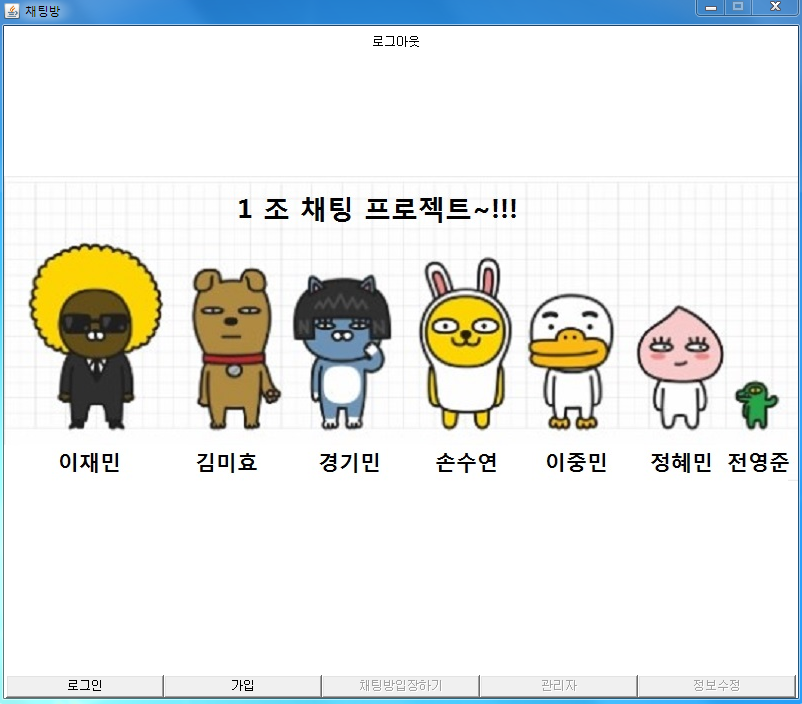 채팅방
로그아웃
1 조 채팅 프로젝트~!!!
이재민 김미효 경기민 손수연 이중민 정혜민 전영준
로그인 가입 채팅방입장하기 관리자 정보수정